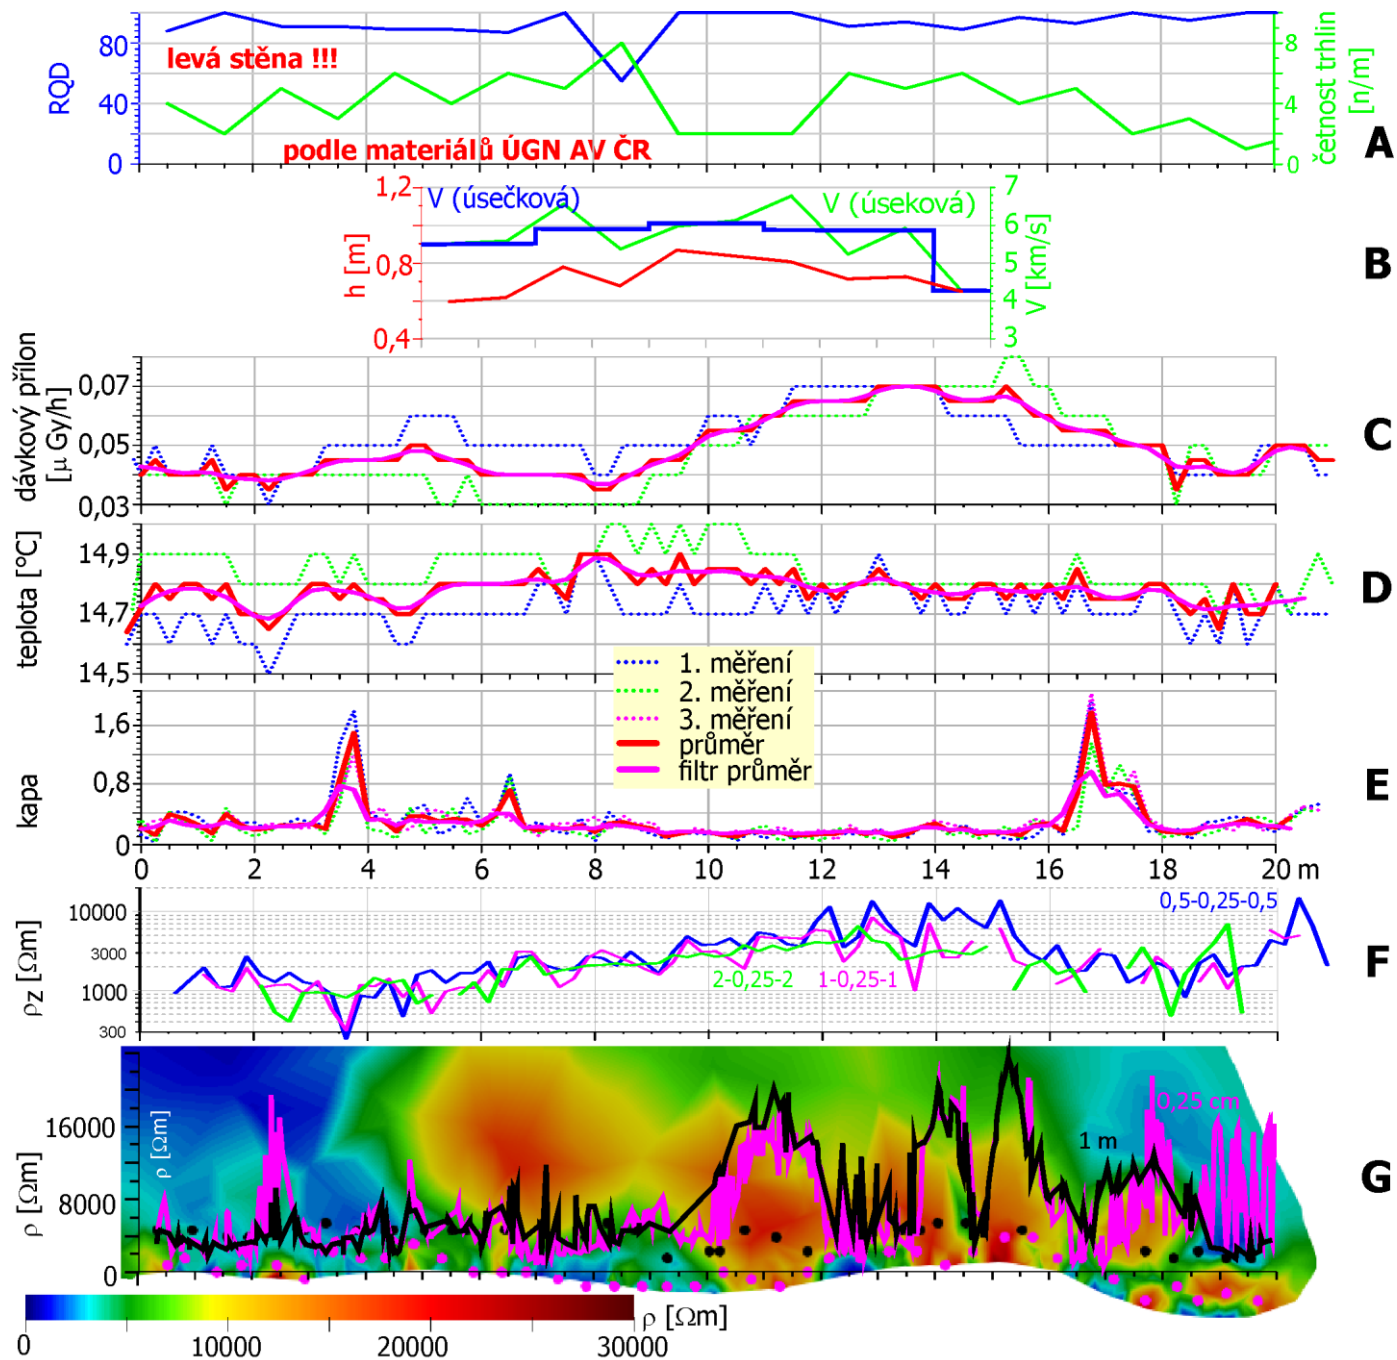 RQD
80
40
0
levá stěna !!!
podle materiálů ÚGN AV ČR
8
4
0
četnost trhlin
[n/m]
A
h [m]
1,2
0,8
0,4
V (úsečková)
V (úseková)
7
6
5
4
3
V [km/s]
B
dávkový příkon
[μ Gy/h]
0,07
0,05
0,03
C
teplota [°C]
14,9
14,7
14,5
D
1. měření
2. měření
3. měření
průměr
filtr průměr
kapa
1,6
0,8
0
E
0 2 4 6 8 10 12 14 16 18 20 m
ρz [Ωm]
10000
3000
1000
300
0,5-0,25-0,5
2-0,25-2
1-0,25-1
F
ρ [Ωm]
16000
8000
0
ρ [Ωm]
0,25 cm
1 m
G
ρ [Ωm]
0 10000 20000 30000